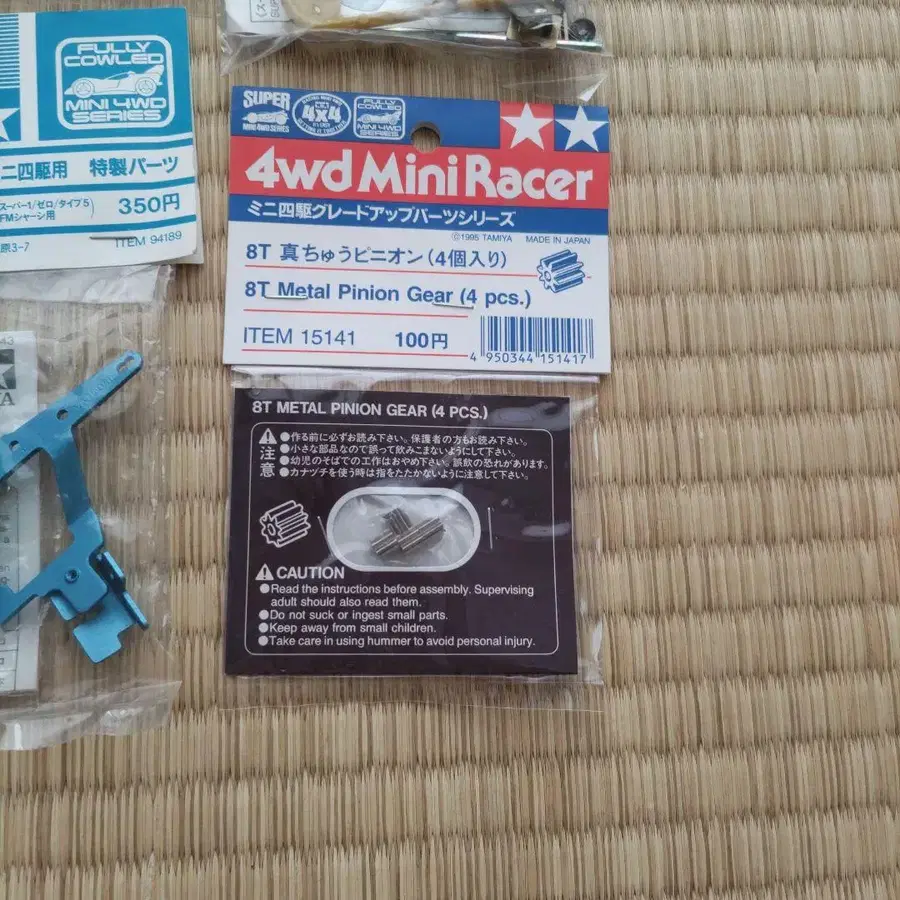 FULLY
COWLED
MINI 4WD
SERIES
ニ四駆用 特製パーツ
スーパー1/ゼロ/タイプ5
FMシャーシ用
350円
原3-7
ITEM 94189
SUPER
MINI 4WD SERIES
4x4
FULLY
COWLED
MINI 4WD
SERIES
4wd Mini Racer
ミニ四駆グレードアップパーツシリーズ
©1995 TAMIYA MADE IN JAPAN
8T 真ちゅうピニオン(4個入り)
8T Metal Pinion Gear (4 pcs.)
ITEM 15141 100円
4 950344 151417
8T METAL PINION GEAR (4 PCS.)
注意
●作る前に必ずお読み下さい。保護者の方もお読み下さい。
●小さな部品なので誤って飲みこまないようにして下さい。
●幼児のそばでの工作はおやめ下さい。誤飲の恐れがあります。
●カナヅチを使う時は指をたたかないように注意して下さい。
CAUTION
●Read the instructions before assembly. Supervising
adult should also read them.
●Do not suck or ingest small parts.
●Keep away from small children.
●Take care in using hummer to avoid personal injury.